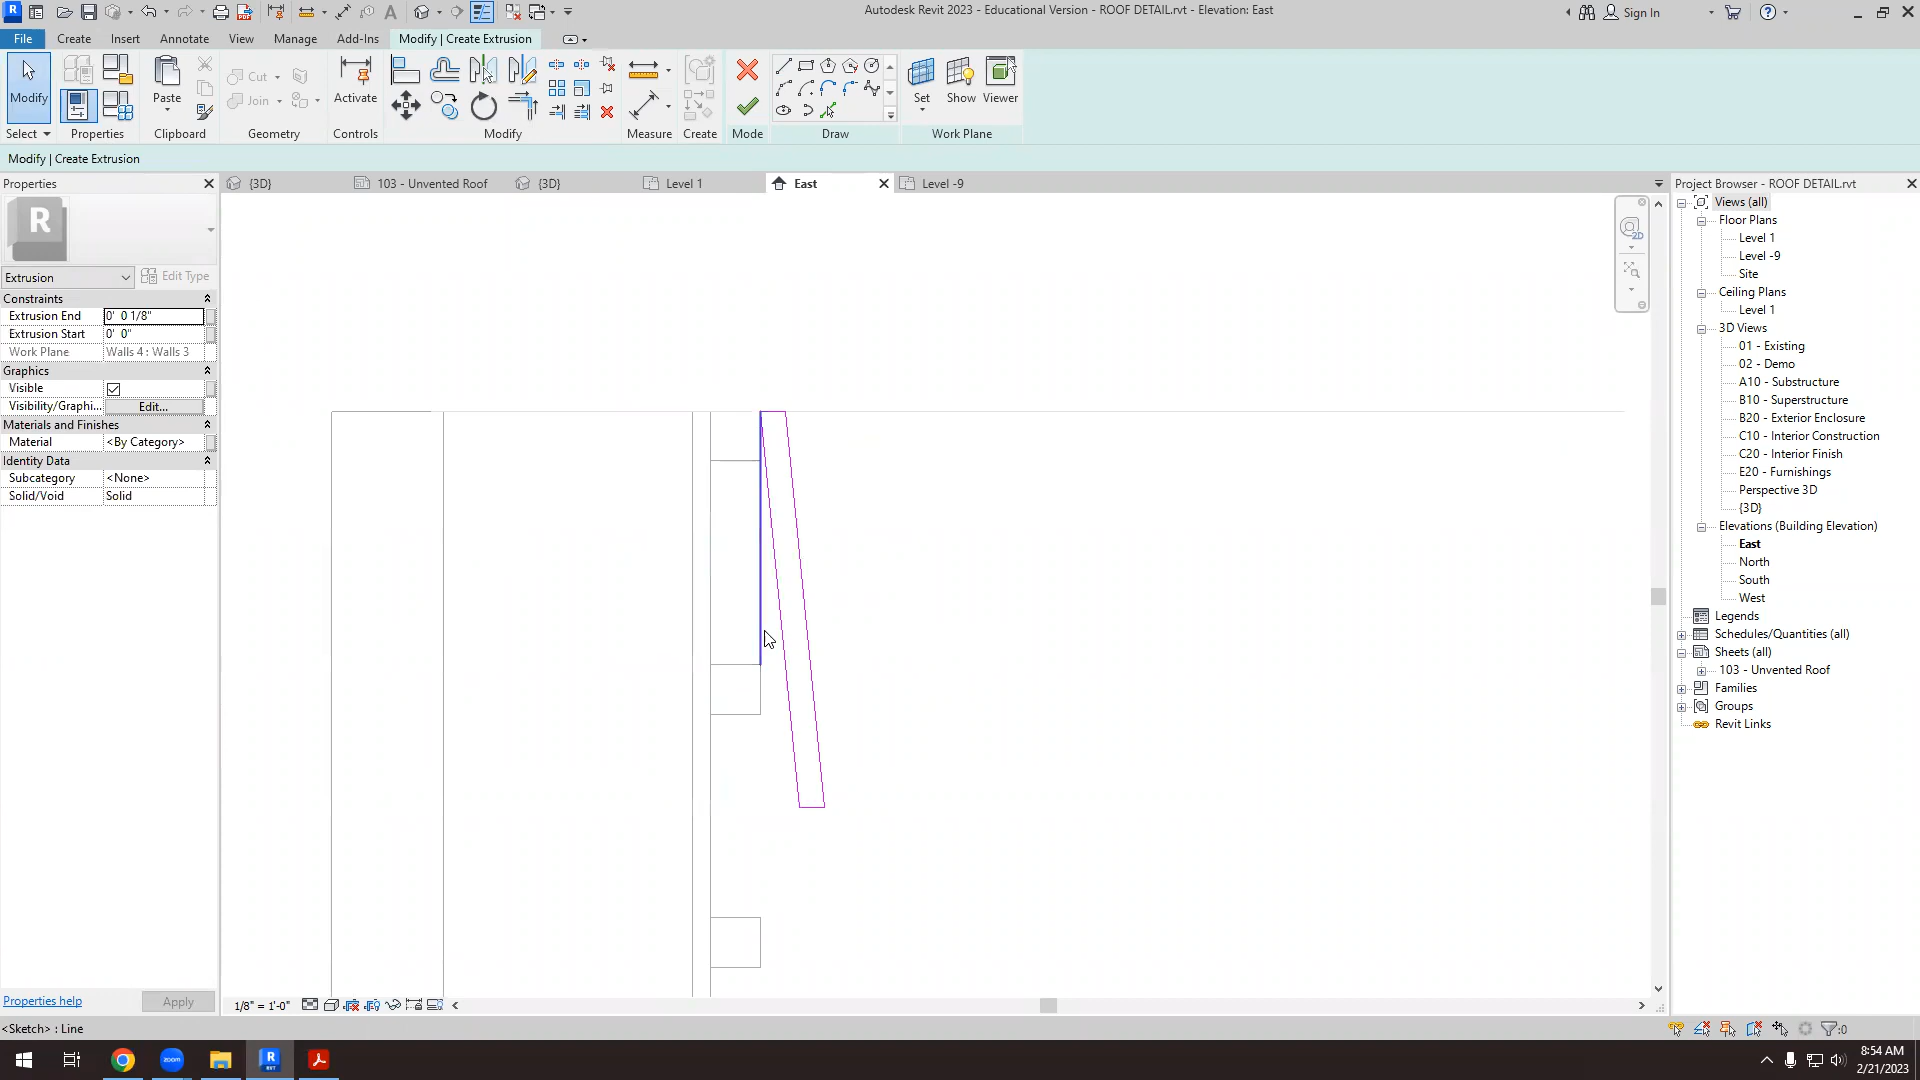 Autodesk Revit 2023 - Educational Version - ROOF DETAIL.rvt - Elevation: East
Sign In
File
Create
Insert
Annotate
View
Manage
Add-Ins
Modify | Create Extrusion
Modify
Paste
Cut
Join
Activate
Set
Show
Viewer
Select
Properties
Clipboard
Geometry
Controls
Modify
Measure
Create
Mode
Draw
Work Plane
Modify | Create Extrusion
Properties
{3D}
103 - Unvented Roof
{3D}
Level 1
East
Level -9
Project Browser - ROOF DETAIL.rvt
R
Extrusion
Edit Type
Constraints
Extrusion End 0' 0 1/8"
Extrusion Start 0' 0"
Work Plane Walls 4 : Walls 3
Graphics
Visible
Visibility/Graphi... Edit...
Materials and Finishes
Material <By Category>
Identity Data
Subcategory <None>
Solid/Void Solid
2D
Views (all)
Floor Plans
Level 1
Level -9
Site
Ceiling Plans
Level 1
3D Views
01 - Existing
02 - Demo
A10 - Substructure
B10 - Superstructure
B20 - Exterior Enclosure
C10 - Interior Construction
C20 - Interior Finish
E20 - Furnishings
Perspective 3D
{3D}
Elevations (Building Elevation)
East
North
South
West
Legends
Schedules/Quantities (all)
Sheets (all)
103 - Unvented Roof
Families
Groups
Revit Links
Properties help
Apply
1/8" = 1'-0"
<Sketch> : Line
:0
zoom
R
RVT
8:54 AM
2/21/2023